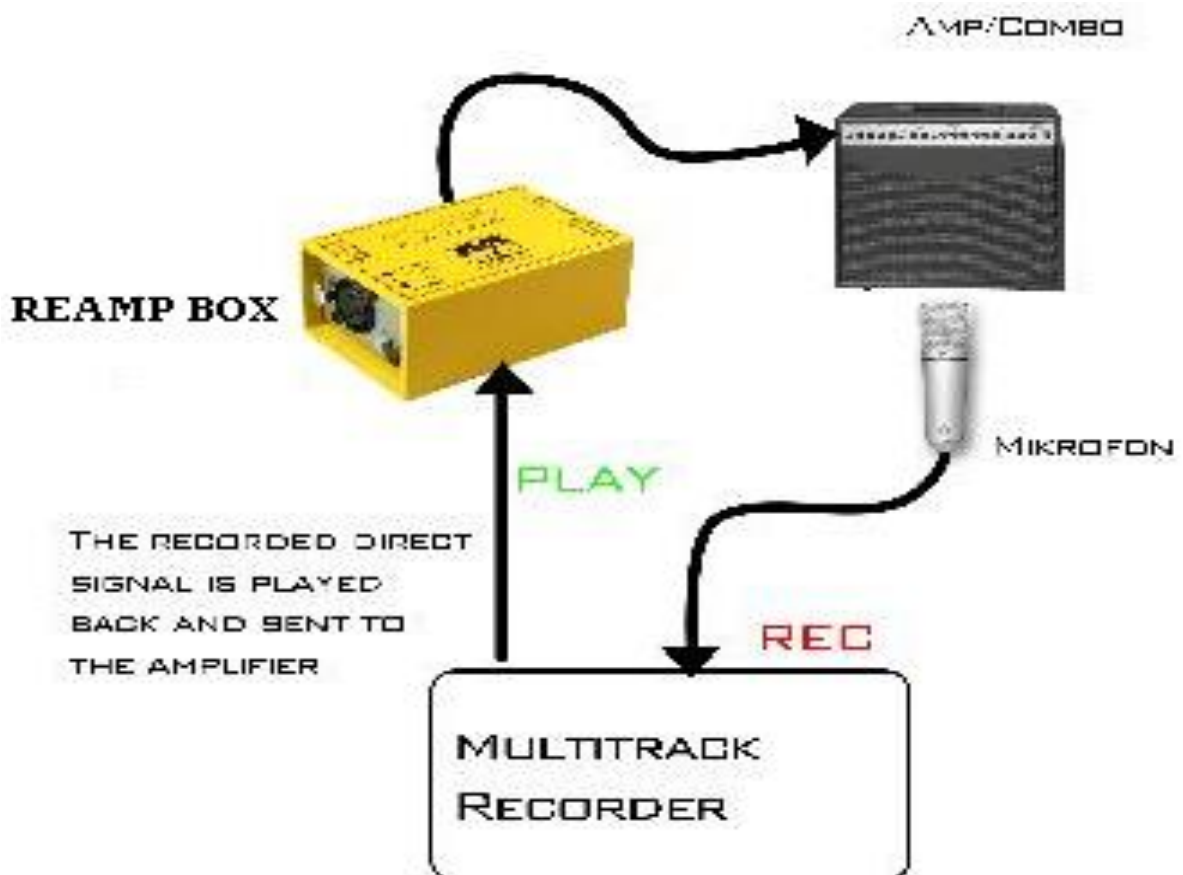 AMP/COMBO
REAMP BOX
MIKROFON
PLAY
THE RECORDED DIRECT
SIGNAL IS PLAYED
BACK AND SENT TO
THE AMPLIFIER
REC
MULTITRACK
RECORDER